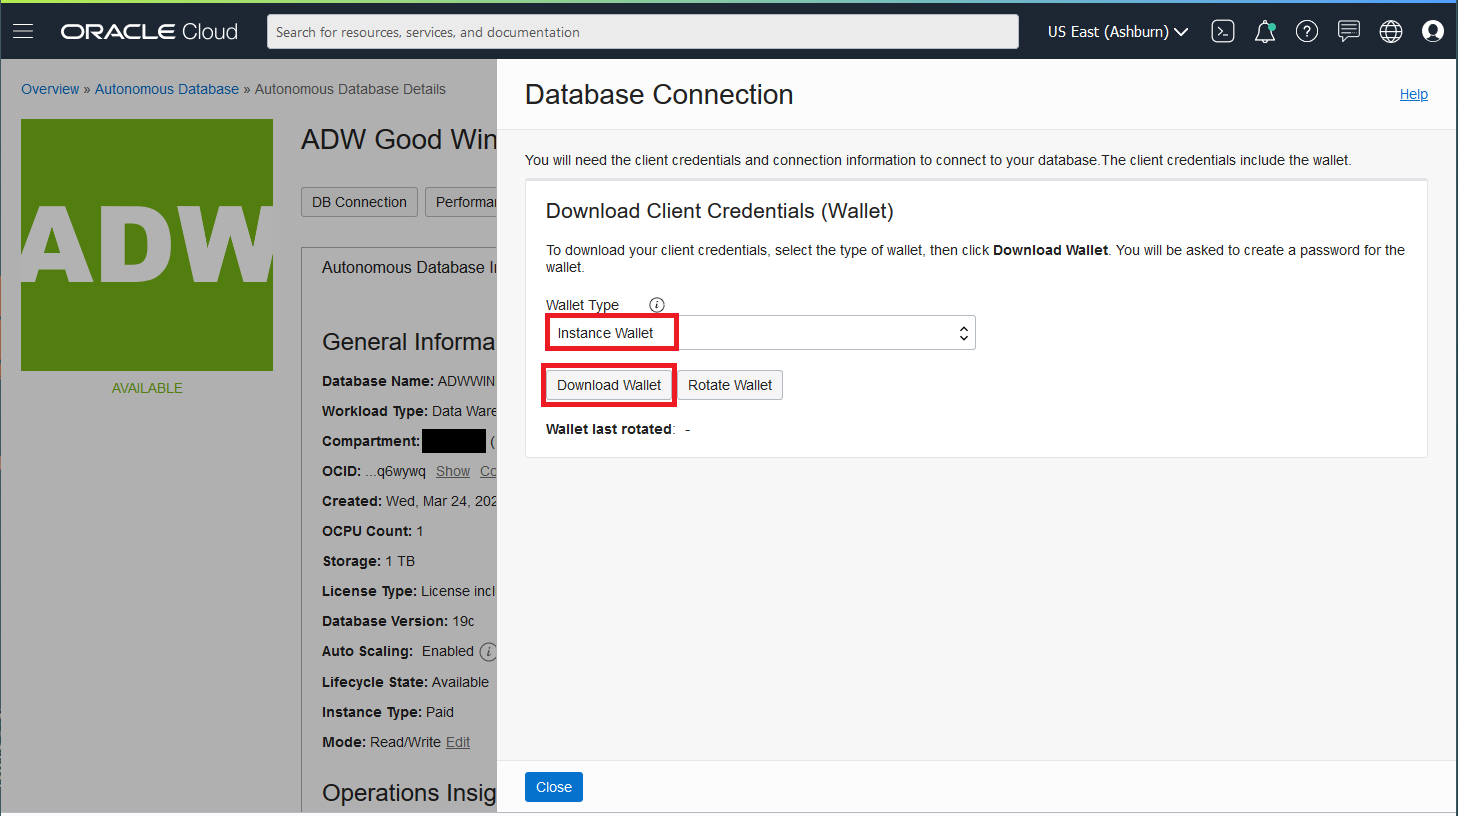 ORACLE Cloud
Search for resources, services, and documentation
US East (Ashburn)
Overview » Autonomous Database » Autonomous Database Details
ADW
AVAILABLE
ADW Good Win
DB Connection
Performa
Autonomous Database I
General Informa
Database Name: ADWWIN
Workload Type: Data Ware
Compartment: (
OCID: ...q6wywq Show Co
Created: Wed, Mar 24, 202
OCPU Count: 1
Storage: 1 TB
License Type: License incl
Database Version: 19c
Auto Scaling: Enabled
Lifecycle State: Available
Instance Type: Paid
Mode: Read/Write Edit
Operations Insig
Database Connection
Help
You will need the client credentials and connection information to connect to your database.The client credentials include the wallet.
Download Client Credentials (Wallet)
To download your client credentials, select the type of wallet, then click Download Wallet. You will be asked to create a password for the
wallet.
Wallet Type
Instance Wallet
Download Wallet
Rotate Wallet
Wallet last rotated: -
Close